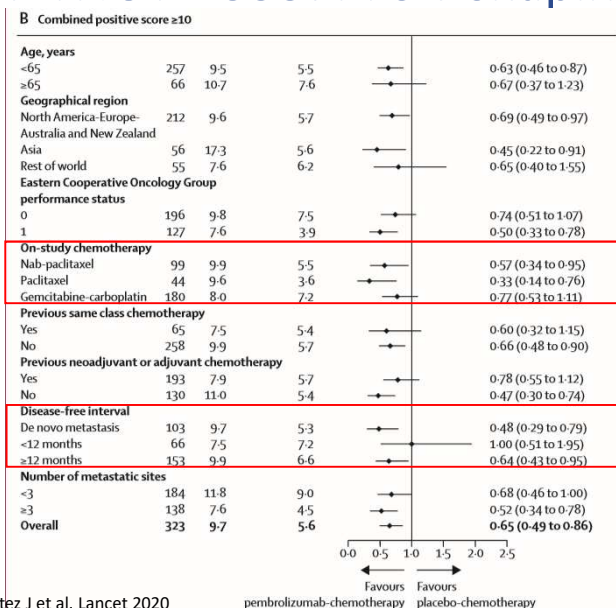 B Combined positive score ≥10
Age, years
<65 257 9·5 5·5 0·63 (0·46 to 0·87)
≥65 66 10·7 7·6 0·67 (0·37 to 1·23)
Geographical region
North America-Europe- 212 9·6 5·7 0·69 (0·49 to 0·97)
Australia and New Zealand
Asia 56 17·3 5·6 0·45 (0·22 to 0·91)
Rest of world 55 7·6 6·2 0·65 (0·40 to 1·55)
Eastern Cooperative Oncology Group
performance status
0 196 9·8 7·5 0·74 (0·51 to 1·07)
1 127 7·6 3·9 0·50 (0·33 to 0·78)
On-study chemotherapy
Nab-paclitaxel 99 9·9 5·5 0·57 (0·34 to 0·95)
Paclitaxel 44 9·6 3·6 0·33 (0·14 to 0·76)
Gemcitabine-carboplatin 180 8·0 7·2 0·77 (0·53 to 1·11)
Previous same class chemotherapy
Yes 65 7·5 5·4 0·60 (0·32 to 1·15)
No 258 9·9 5·7 0·66 (0·48 to 0·90)
Previous neoadjuvant or adjuvant chemotherapy
Yes 193 7·9 5·7 0·78 (0·55 to 1·12)
No 130 11·0 5·4 0·47 (0·30 to 0·74)
Disease-free interval
De novo metastasis 103 9·7 5·3 0·48 (0·29 to 0·79)
<12 months 66 7·5 7·2 1·00 (0·51 to 1·95)
≥12 months 153 9·9 6·6 0·64 (0·43 to 0·95)
Number of metastatic sites
<3 184 11·8 9·0 0·68 (0·46 to 1·00)
≥3 138 7·6 4·5 0·52 (0·34 to 0·78)
Overall 323 9·7 5·6 0·65 (0·49 to 0·86)
0·0 0·5 1·0 1·5 2·0 2·5
Favours Favours
pembrolizumab-chemotherapy placebo-chemotherapy
tez J et al. Lancet 2020